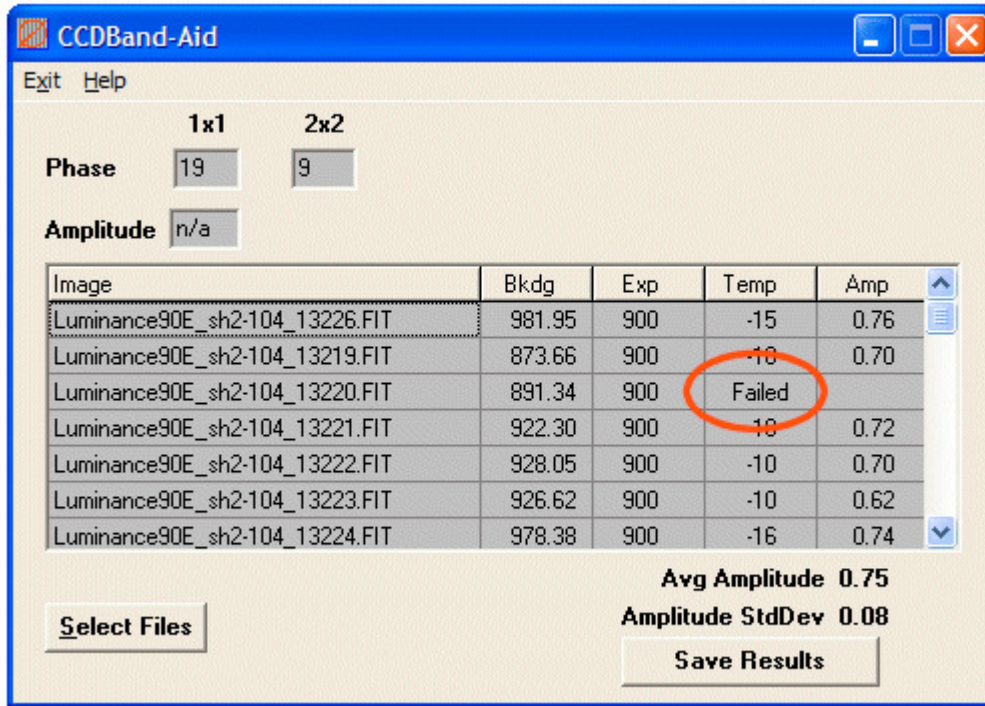 CCDBand-Aid
Exit Help
1x1 2x2
Phase 19 9
Amplitude n/a
Image Bkdg Exp Temp Amp
Luminance90E_sh2-104_13226.FIT 981.95 900 -15 0.76
Luminance90E_sh2-104_13219.FIT 873.66 900 0.70
Luminance90E_sh2-104_13220.FIT 891.34 900 Failed
Luminance90E_sh2-104_13221.FIT 922.30 900 0.72
Luminance90E_sh2-104_13222.FIT 928.05 900 -10 0.70
Luminance90E_sh2-104_13223.FIT 926.62 900 -10 0.62
Luminance90E_sh2-104_13224.FIT 978.38 900 -16 0.74
Avg Amplitude 0.75
Amplitude StdDev 0.08
Select Files
Save Results